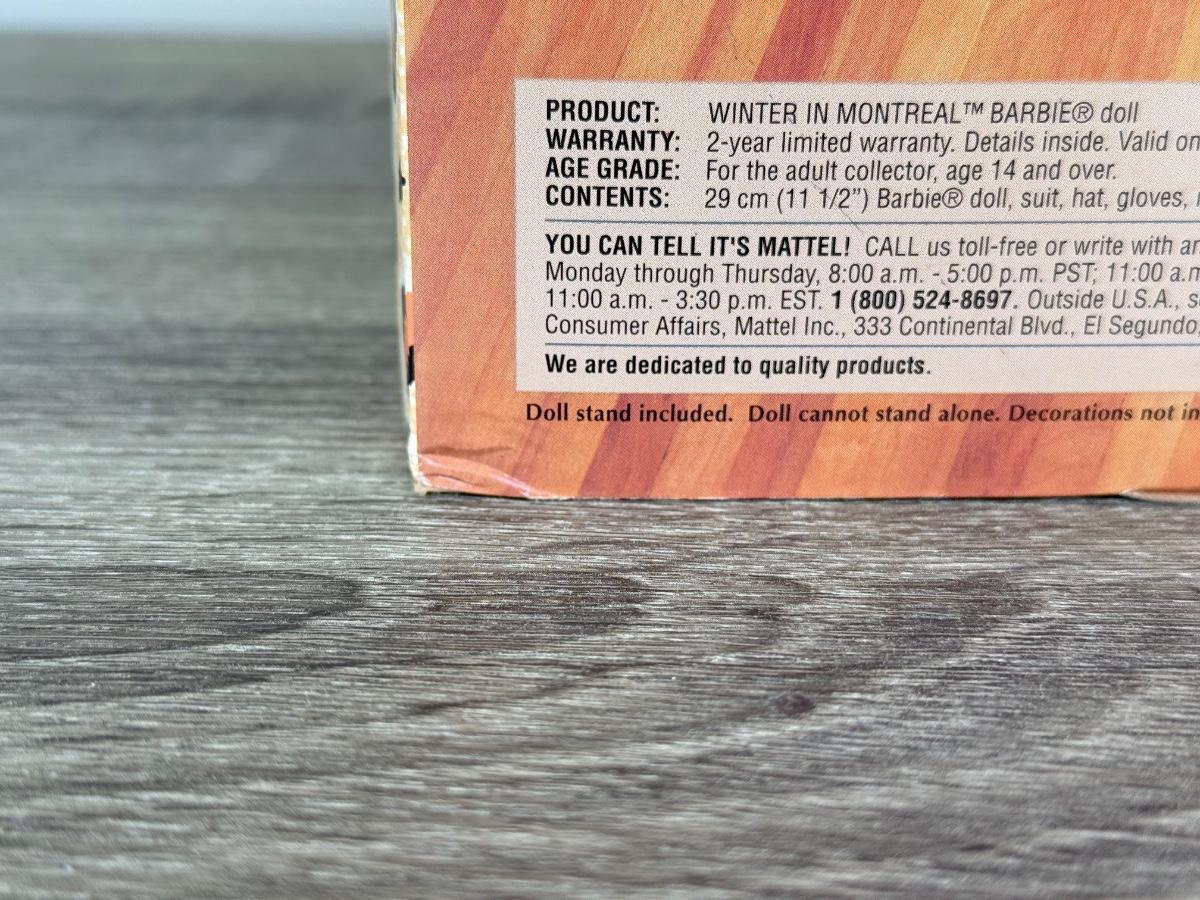 PRODUCT: WINTER IN MONTREAL™ BARBIE® doll
WARRANTY: 2-year limited warranty. Details inside. Valid
AGE GRADE: For the adult collector, age 14 and over.
CONTENTS: 29 cm (11 1/2”) Barbie® doll, suit, hat, gloves,
YOU CAN TELL IT'S MATTEL! CALL us toll-free or write with
Monday through Thursday, 8:00 a.m. - 5:00 p.m. PST; 11:00
11:00 a.m. - 3:30 p.m. EST. 1 (800) 524-8697. Outside U.S.A.,
Consumer Affairs, Mattel Inc., 333 Continental Blvd., El Segundo,
We are dedicated to quality products.
Doll stand included. Doll cannot stand alone. Decorations not